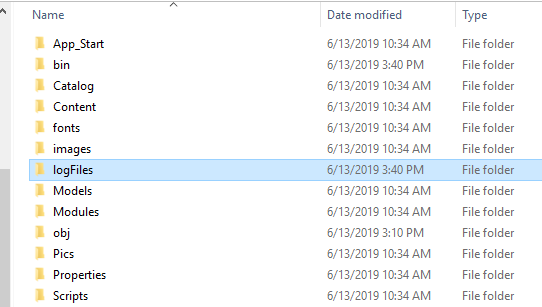 Name Date modified Type
App_Start 6/13/2019 10:34 AM File folder
bin 6/13/2019 3:40 PM File folder
Catalog 6/13/2019 10:34 AM File folder
Content 6/13/2019 10:34 AM File folder
fonts 6/13/2019 10:34 AM File folder
images 6/13/2019 10:34 AM File folder
logFiles 6/13/2019 3:40 PM File folder
Models 6/13/2019 10:34 AM File folder
Modules 6/13/2019 10:34 AM File folder
obj 6/13/2019 3:10 PM File folder
Pics 6/13/2019 10:34 AM File folder
Properties 6/13/2019 10:34 AM File folder
Scripts 6/13/2019 10:34 AM File folder